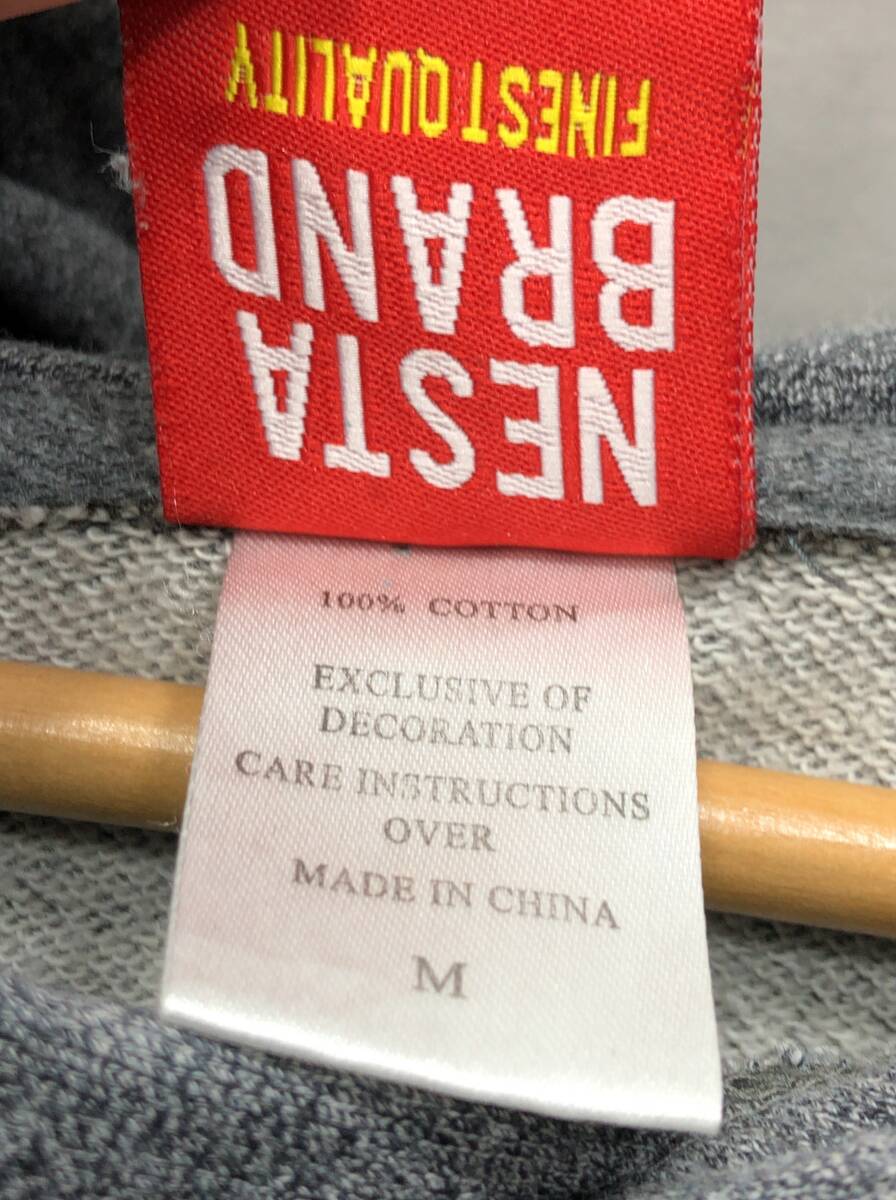 NESTA
BRAND
FINEST QUALITY
100% COTTON
EXCLUSIVE OF
DECORATION
CARE INSTRUCTIONS
OVER
MADE IN CHINA
M